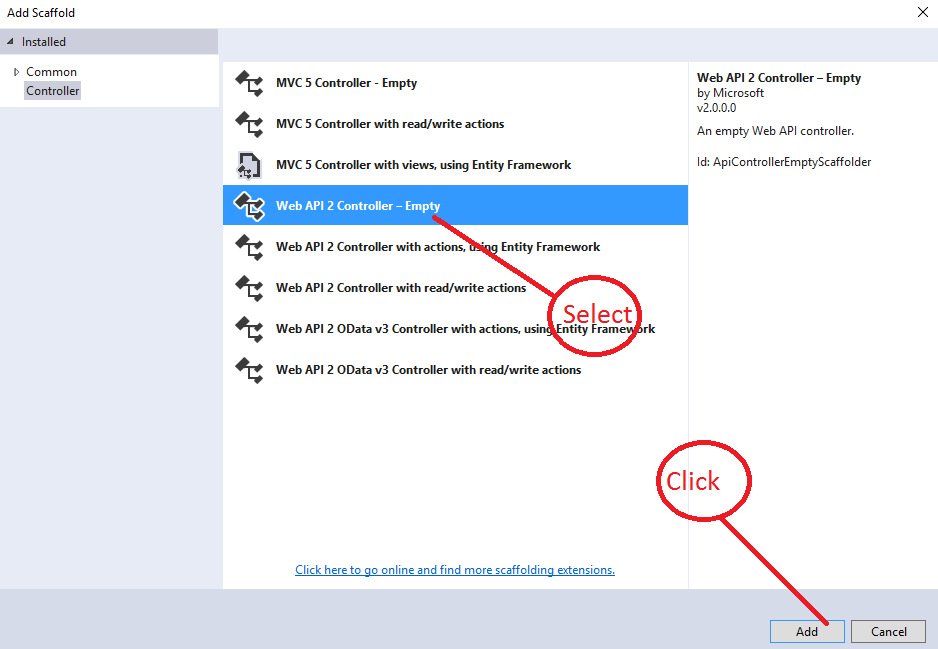 Add Scaffold
Installed
Common
Controller
MVC 5 Controller - Empty
MVC 5 Controller with read/write actions
MVC 5 Controller with views, using Entity Framework
Web API 2 Controller – Empty
Web API 2 Controller with actions, using Entity Framework
Web API 2 Controller with read/write actions
Web API 2 OData v3 Controller with actions, using Entity Framework
Web API 2 OData v3 Controller with read/write actions
Select
Click here to go online and find more scaffolding extensions.
Web API 2 Controller – Empty
by Microsoft
v2.0.0.0
An empty Web API controller.
Id: ApiControllerEmptyScaffolder
Click
Add
Cancel